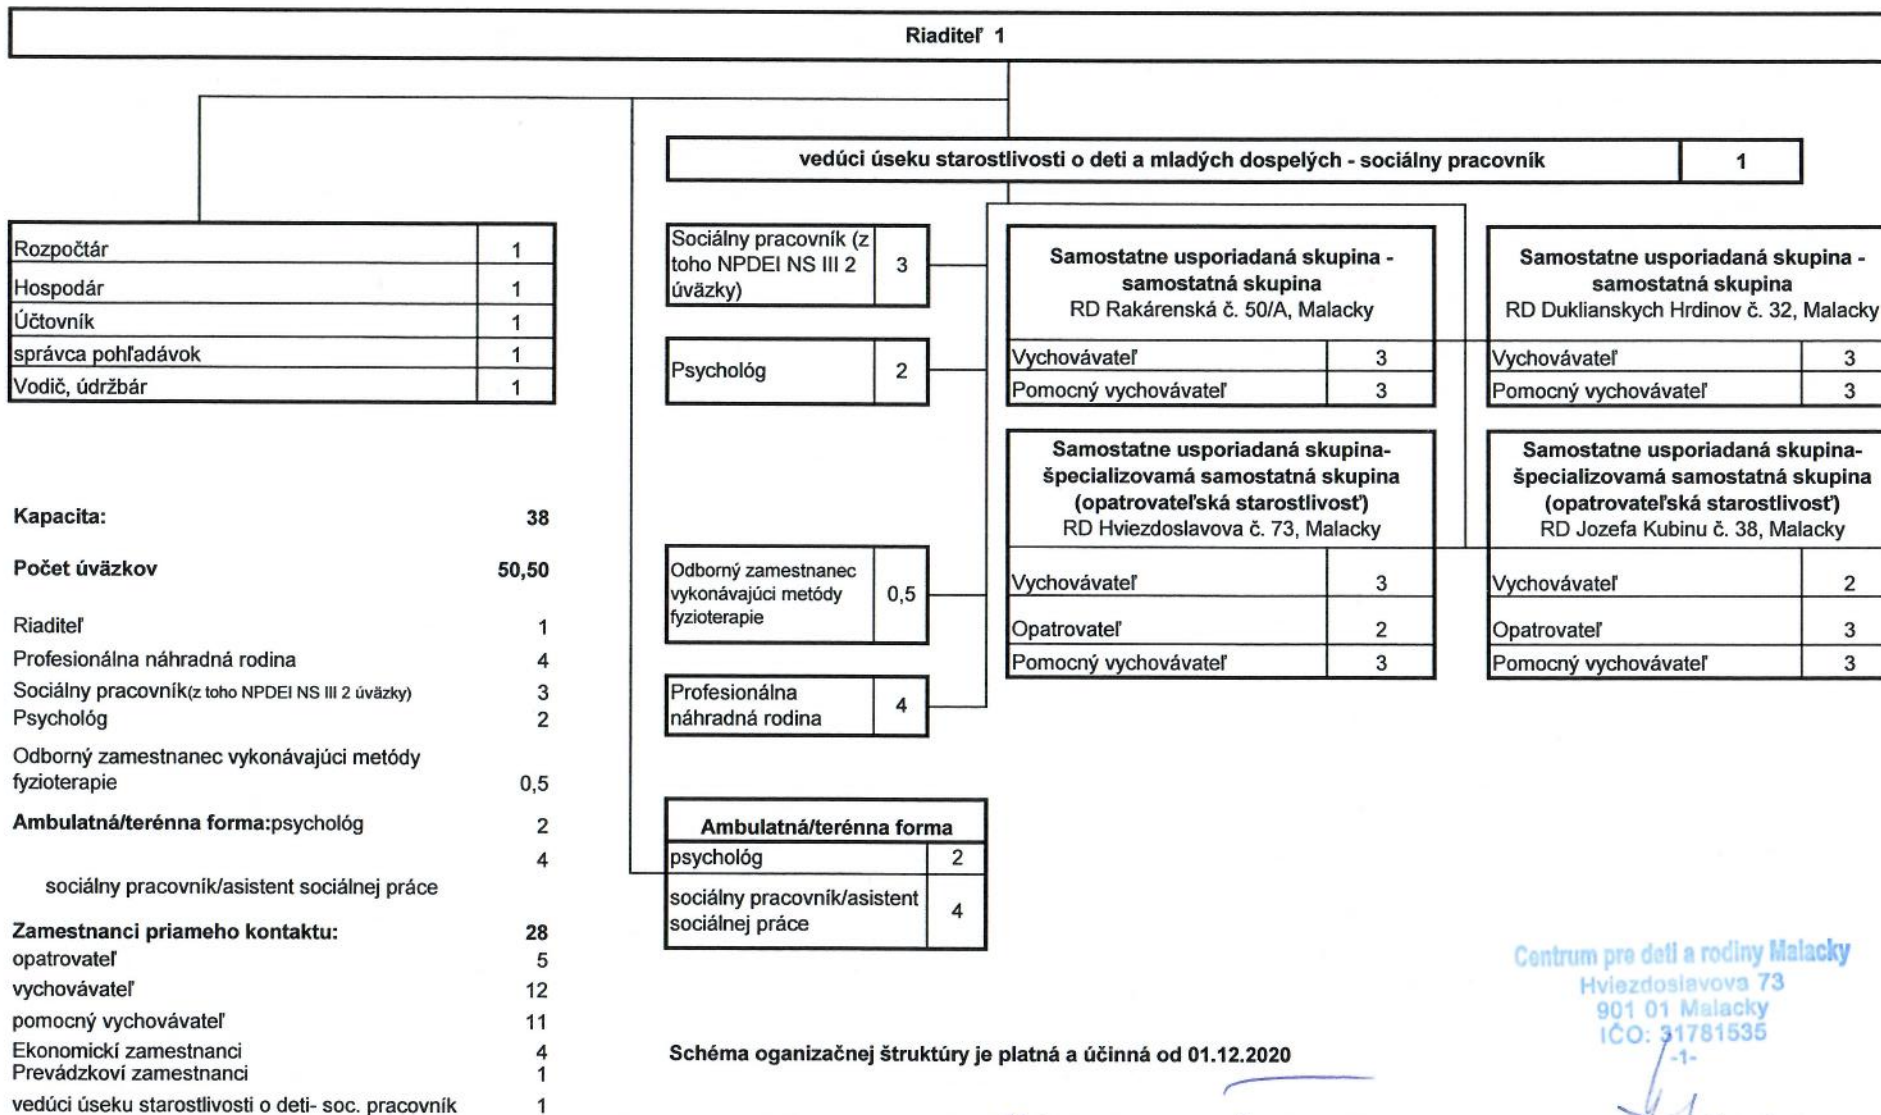 Riaditeľ 1
vedúci úseku starostlivosti o deti a mladých dospelých - sociálny pracovník 1
Rozpočtár 1
Hospodár 1
Účtovník 1
správca pohľadávok 1
Vodič, údržbár 1
Sociálny pracovník (z
toho NPDEI NS III 2
úväzky) 3
Psychológ 2
Odborný zamestnanec
vykonávajúci metódy
fyzioterapie 0,5
Profesionálna
náhradná rodina 4
Samostatne usporiadaná skupina -
samostatná skupina
RD Rakárenská č. 50/A, Malacky
Vychovávateľ 3
Pomocný vychovávateľ 3
Samostatne usporiadaná skupina -
samostatná skupina
RD Duklianskych Hrdinov č. 32, Malacky
Vychovávateľ 3
Pomocný vychovávateľ 3
Samostatne usporiadaná skupina-
špecializovamá samostatná skupina
(opatrovateľská starostlivosť)
RD Hviezdoslavova č. 73, Malacky
Vychovávateľ 3
Opatrovateľ 2
Pomocný vychovávateľ 3
Samostatne usporiadaná skupina-
špecializovamá samostatná skupina
(opatrovateľská starostlivosť)
RD Jozefa Kubinu č. 38, Malacky
Vychovávateľ 2
Opatrovateľ 3
Pomocný vychovávateľ 3
Ambulatná/terénna forma
psychológ 2
sociálny pracovník/asistent
sociálnej práce 4
Kapacita: 38
Počet úväzkov 50,50
Riaditeľ 1
Profesionálna náhradná rodina 4
Sociálny pracovník(z toho NPDEI NS III 2 úväzky) 3
Psychológ 2
Odborný zamestnanec vykonávajúci metódy
fyzioterapie 0,5
Ambulatná/terénna forma:psychológ 2
4
sociálny pracovník/asistent sociálnej práce
Zamestnanci priameho kontaktu: 28
opatrovateľ 5
vychovávateľ 12
pomocný vychovávateľ 11
Ekonomickí zamestnanci 4
Prevádzkoví zamestnanci 1
vedúci úseku starostlivosti o deti- soc. pracovník 1
Schéma oganizačnej štruktúry je platná a účinná od 01.12.2020
Centrum pre deti a rodiny Malacky
Hviezdoslavova 73
901 01 Malacky
IČO: 31781535
-1-